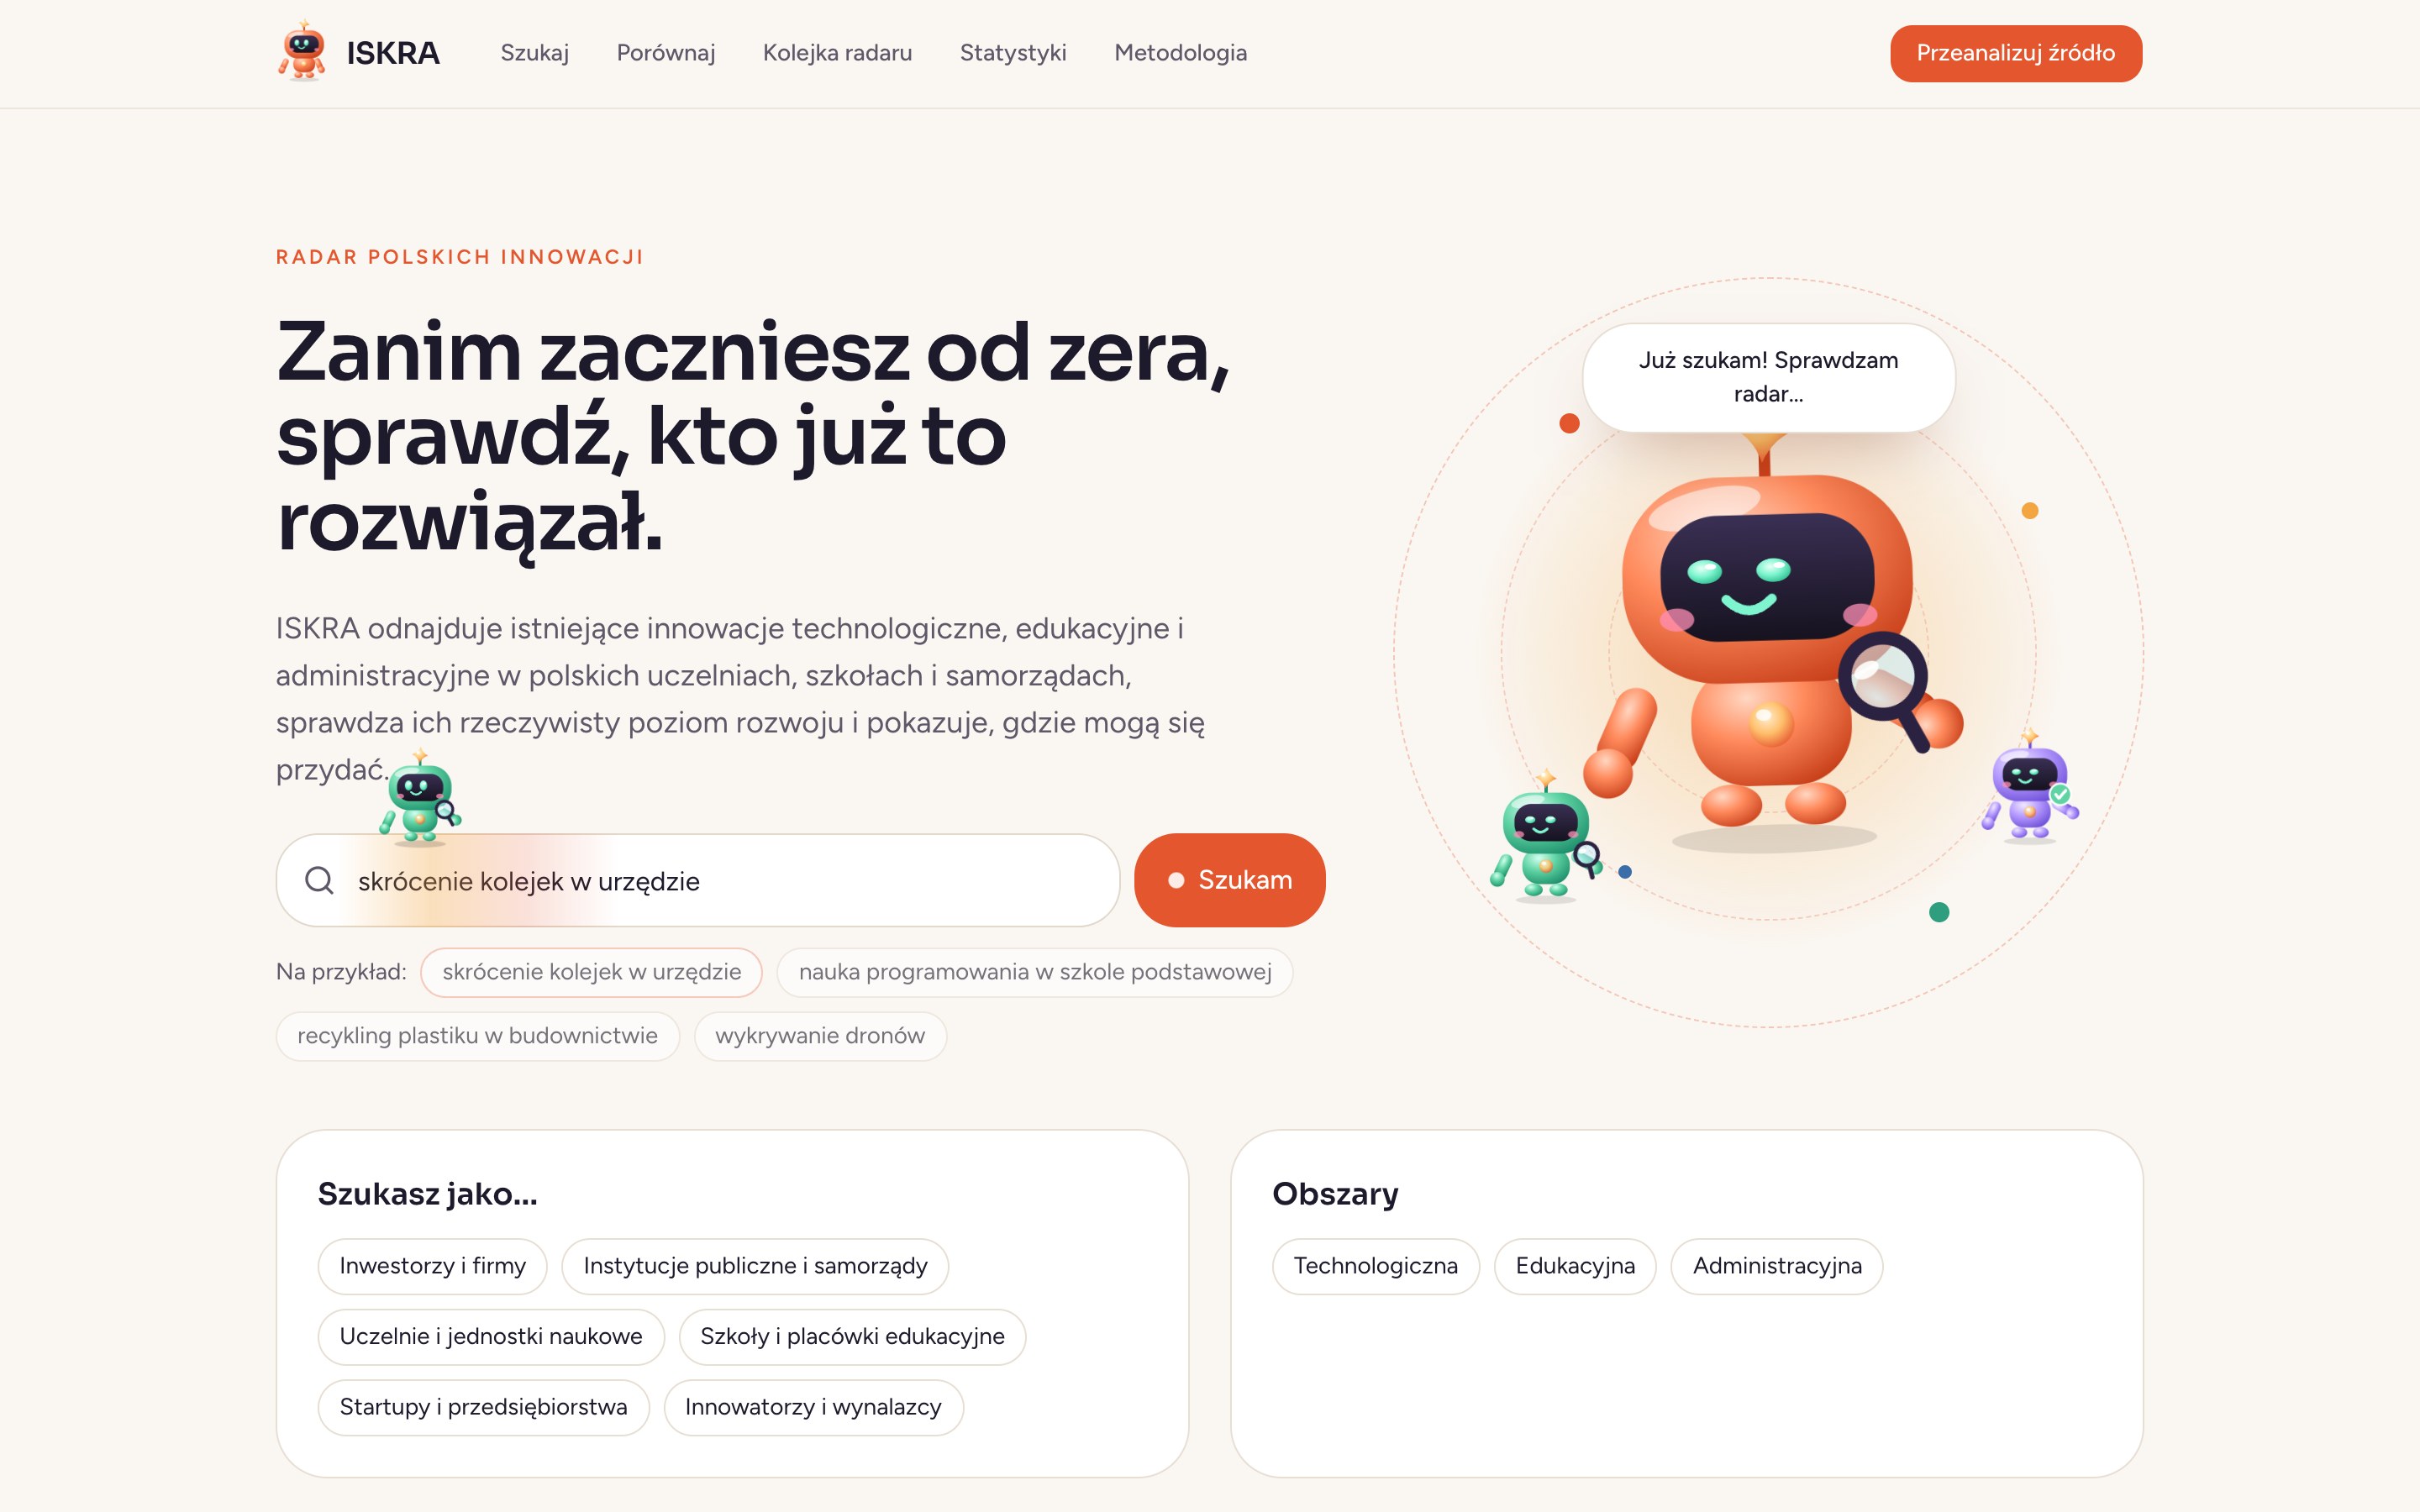 ISKRA
Szukaj
Porównaj
Kolejka radaru
Statystyki
Metodologia
Przeanalizuj źródło
RADAR POLSKICH INNOWACJI
Zanim zaczniesz od zera,
sprawdź, kto już to
rozwiązał.
ISKRA odnajduje istniejące innowacje technologiczne, edukacyjne i
administracyjne w polskich uczelniach, szkołach i samorządach,
sprawdza ich rzeczywisty poziom rozwoju i pokazuje, gdzie mogą się
przydać.
skrócenie kolejek w urzędzie
Szukam
Na przykład:
skrócenie kolejek w urzędzie
nauka programowania w szkole podstawowej
recykling plastiku w budownictwie
wykrywanie dronów
Już szukam! Sprawdzam
radar...
Szukasz jako...
Inwestorzy i firmy
Instytucje publiczne i samorządy
Uczelnie i jednostki naukowe
Szkoły i placówki edukacyjne
Startupy i przedsiębiorstwa
Innowatorzy i wynalazcy
Obszary
Technologiczna
Edukacyjna
Administracyjna